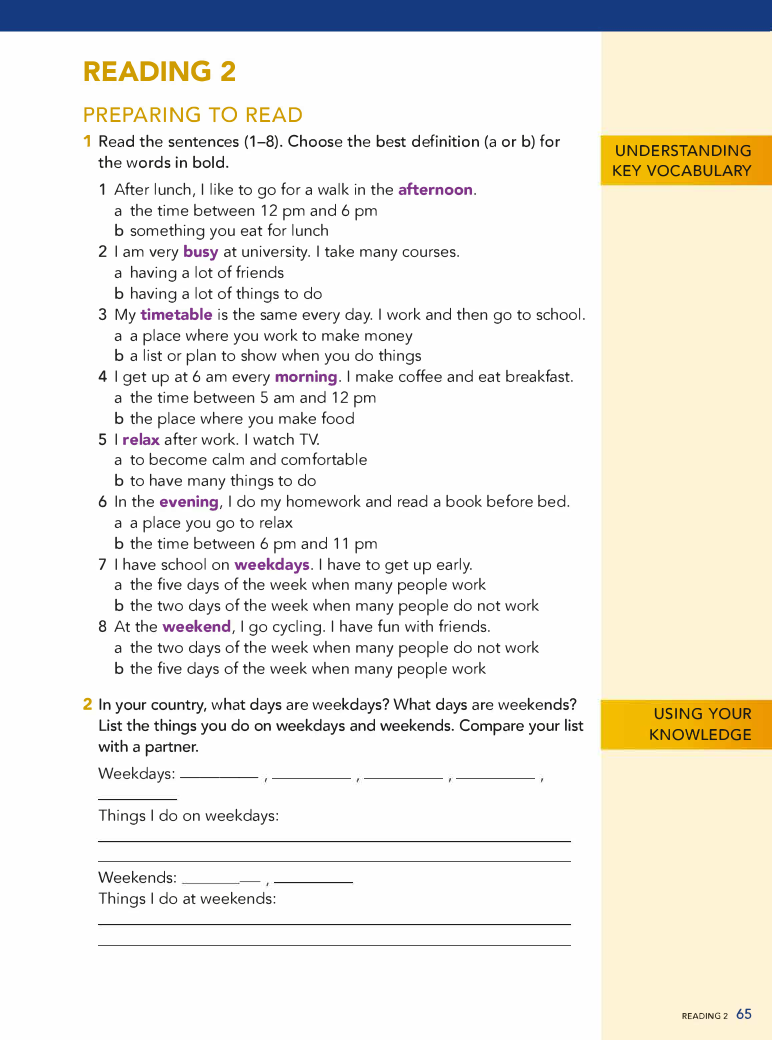 READING 2
PREPARING TO READ
1 Read the sentences (1–8). Choose the best definition (a or b) for
the words in bold.
UNDERSTANDING
KEY VOCABULARY
1 After lunch, I like to go for a walk in the afternoon.
a the time between 12 pm and 6 pm
b something you eat for lunch
2 I am very busy at university. I take many courses.
a having a lot of friends
b having a lot of things to do
3 My timetable is the same every day. I work and then go to school.
a a place where you work to make money
b a list or plan to show when you do things
4 I get up at 6 am every morning. I make coffee and eat breakfast.
a the time between 5 am and 12 pm
b the place where you make food
5 I relax after work. I watch TV.
a to become calm and comfortable
b to have many things to do
6 In the evening, I do my homework and read a book before bed.
a a place you go to relax
b the time between 6 pm and 11 pm
7 I have school on weekdays. I have to get up early.
a the five days of the week when many people work
b the two days of the week when many people do not work
8 At the weekend, I go cycling. I have fun with friends.
a the two days of the week when many people do not work
b the five days of the week when many people work
2 In your country, what days are weekdays? What days are weekends?
List the things you do on weekdays and weekends. Compare your list
with a partner.
USING YOUR
KNOWLEDGE
Weekdays: _________ , _________ , _________ , _________ ,
_________
Things I do on weekdays:
Weekends: _________ , _________
Things I do at weekends:
READING 2 65